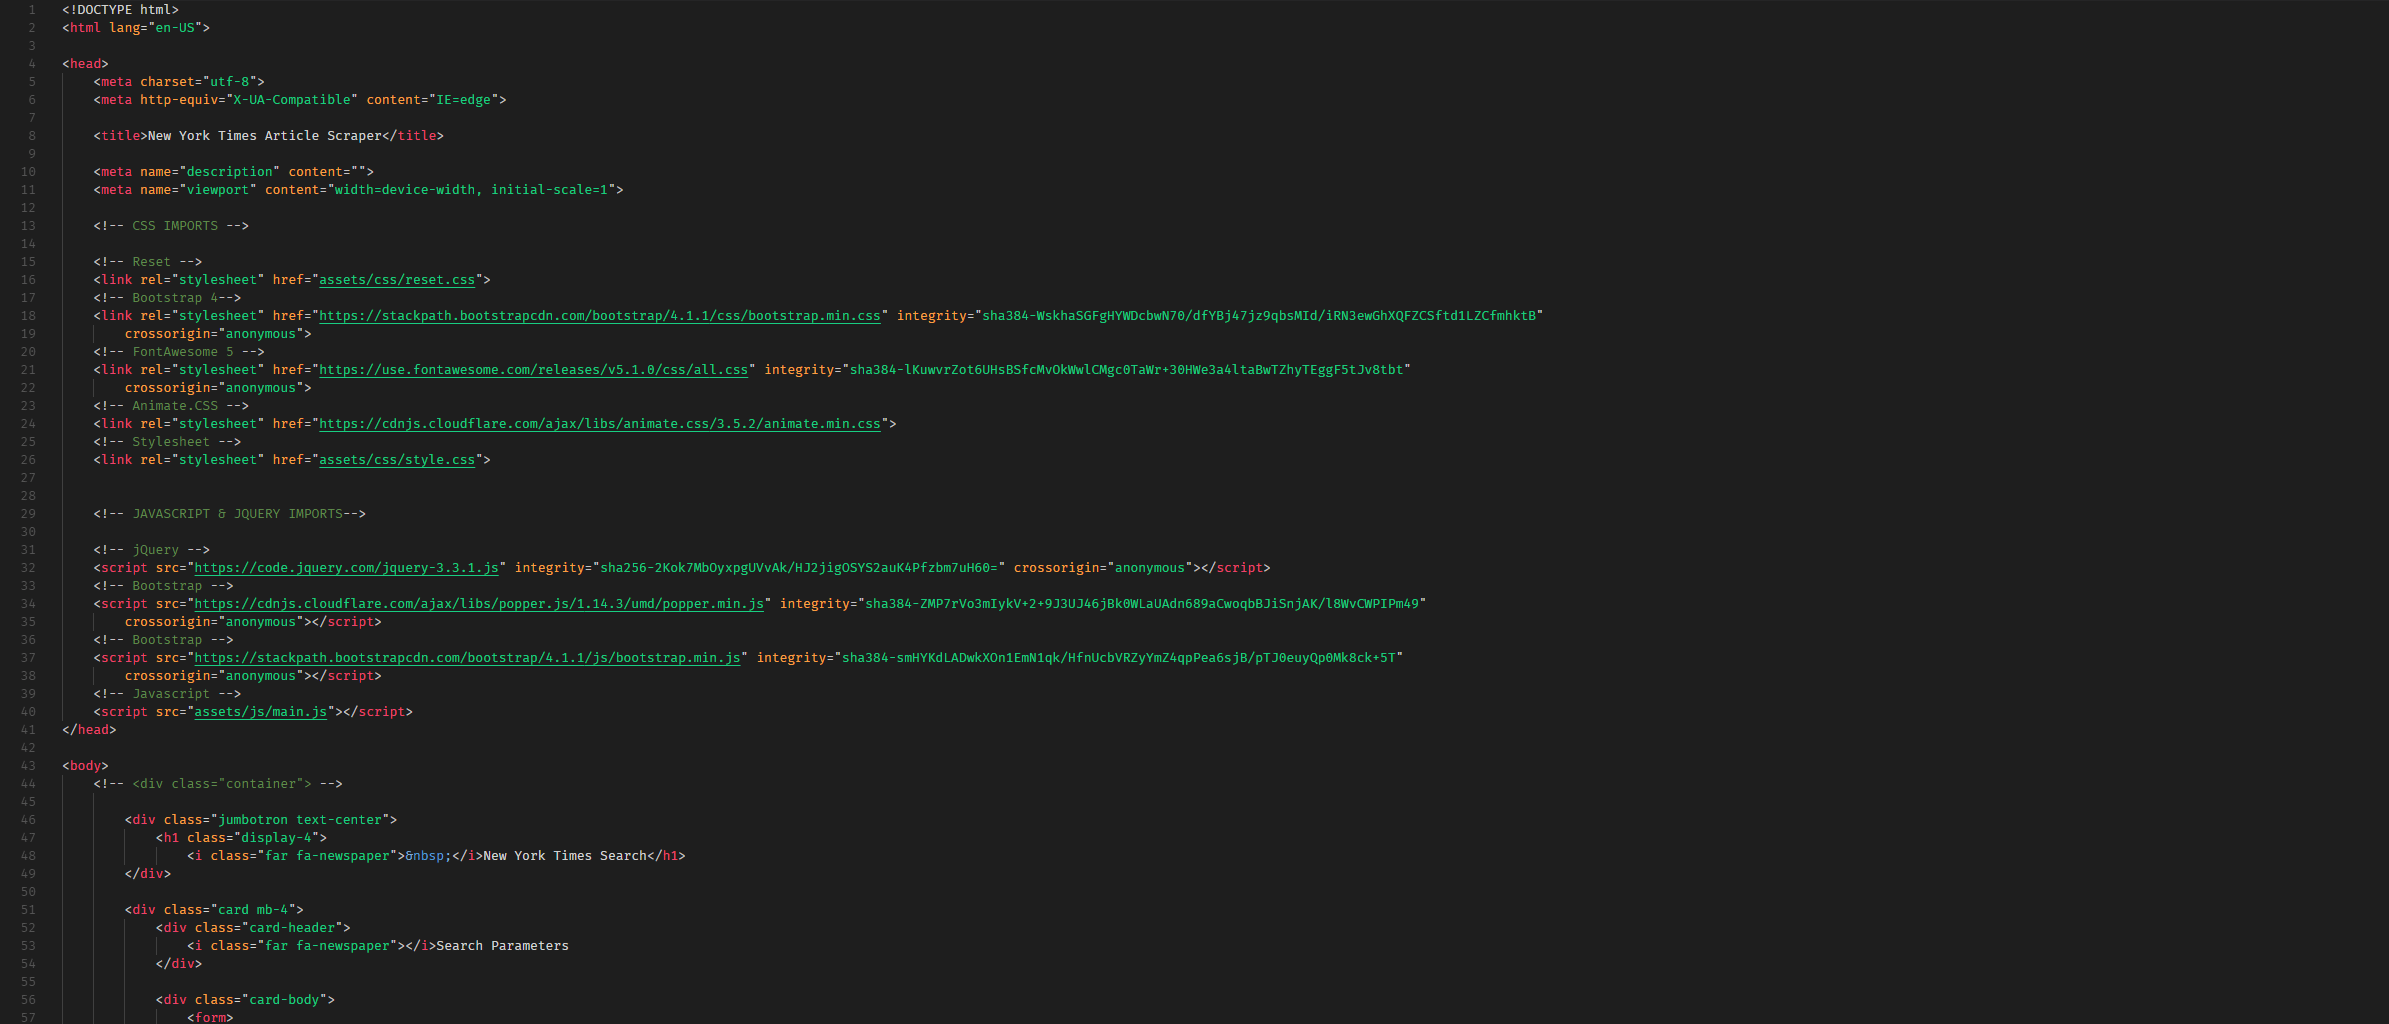 1 <!DOCTYPE html>
2 <html lang="en-US">
3
4 <head>
5 <meta charset="utf-8">
6 <meta http-equiv="X-UA-Compatible" content="IE=edge">
7
8 <title>New York Times Article Scraper</title>
9
10 <meta name="description" content="">
11 <meta name="viewport" content="width=device-width, initial-scale=1">
12
13 <!-- CSS IMPORTS -->
14
15 <!-- Reset -->
16 <link rel="stylesheet" href="assets/css/reset.css">
17 <!-- Bootstrap 4-->
18 <link rel="stylesheet" href="https://stackpath.bootstrapcdn.com/bootstrap/4.1.1/css/bootstrap.min.css" integrity="sha384-WskhaSGFgHYWDcbwN70/dfYBj47jz9qbsMId/iRN3ewGhXQFZCSftd1LZCfmhktB"
19 crossorigin="anonymous">
20 <!-- FontAwesome 5 -->
21 <link rel="stylesheet" href="https://use.fontawesome.com/releases/v5.1.0/css/all.css" integrity="sha384-lKuwvrZot6UHsBSfcMvOkWwlCMgc0TaWr+30HWe3a4ltaBwTZhyTEggF5tJv8tbt"
22 crossorigin="anonymous">
23 <!-- Animate.CSS -->
24 <link rel="stylesheet" href="https://cdnjs.cloudflare.com/ajax/libs/animate.css/3.5.2/animate.min.css">
25 <!-- Stylesheet -->
26 <link rel="stylesheet" href="assets/css/style.css">
27
28
29 <!-- JAVASCRIPT & JQUERY IMPORTS-->
30
31 <!-- jQuery -->
32 <script src="https://code.jquery.com/jquery-3.3.1.js" integrity="sha256-2Kok7MbOyxpgUVvAk/HJ2jigOSYS2auK4Pfzbm7uH60=" crossorigin="anonymous"></script>
33 <!-- Bootstrap -->
34 <script src="https://cdnjs.cloudflare.com/ajax/libs/popper.js/1.14.3/umd/popper.min.js" integrity="sha384-ZMP7rVo3mIykV+2+9J3UJ46jBk0WLaUAdn689aCwoqbBJiSnjAK/l8WvCWPIPm49"
35 crossorigin="anonymous"></script>
36 <!-- Bootstrap -->
37 <script src="https://stackpath.bootstrapcdn.com/bootstrap/4.1.1/js/bootstrap.min.js" integrity="sha384-smHYKdLADwkXOn1EmN1qk/HfnUcbVRZyYmZ4qpPea6sjB/pTJ0euyQp0Mk8ck+5T"
38 crossorigin="anonymous"></script>
39 <!-- Javascript -->
40 <script src="assets/js/main.js"></script>
41 </head>
42
43 <body>
44 <!-- <div class="container"> -->
45
46 <div class="jumbotron text-center">
47 <h1 class="display-4">
48 <i class="far fa-newspaper">&nbsp;</i>New York Times Search</h1>
49 </div>
50
51 <div class="card mb-4">
52 <div class="card-header">
53 <i class="far fa-newspaper"></i>Search Parameters
54 </div>
55
56 <div class="card-body">
57 <form>